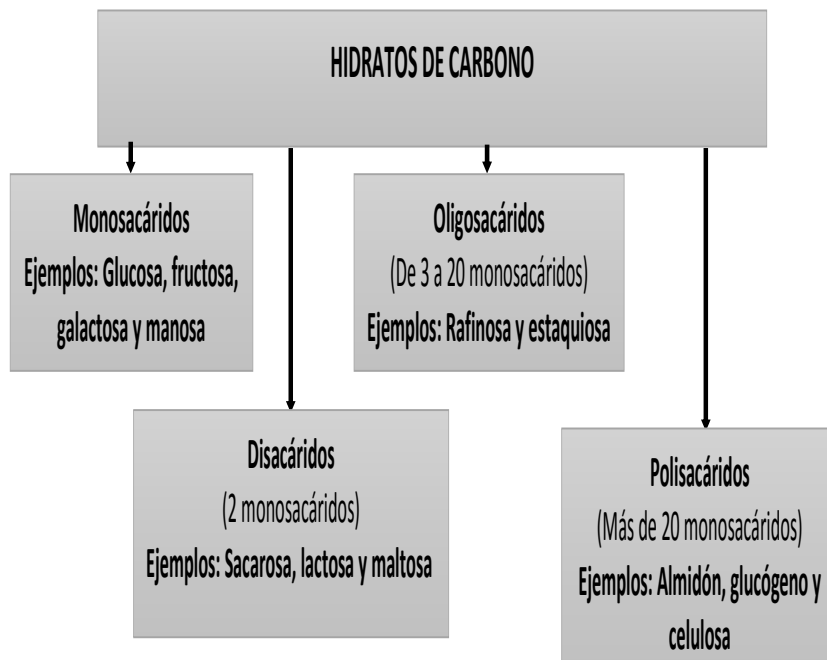 HIDRATOS DE CARBONO
Monosacáridos
Ejemplos: Glucosa, fructosa,
galactosa y manosa
Oligosacáridos
(De 3 a 20 monosacáridos)
Ejemplos: Rafinosa y estaquiosa
Disacáridos
(2 monosacáridos)
Ejemplos: Sacarosa, lactosa y maltosa
Polisacáridos
(Más de 20 monosacáridos)
Ejemplos: Almidón, glucógeno y
celulosa